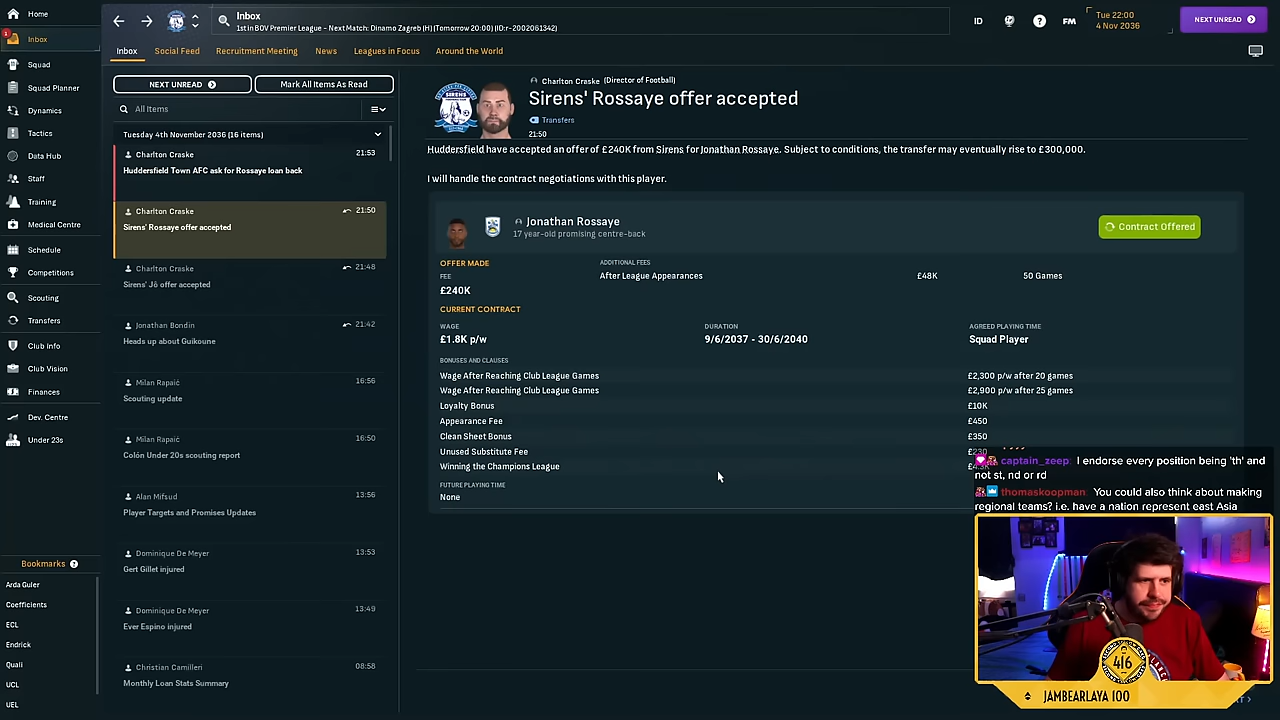 Home
Inbox
1st in BOV Premier League - Next Match: Dinamo Zagreb (H) (Tomorrow 20:00) (ID:r-2002061342)
ID
FM
Tue 22:00
4 Nov 2036
NEXT UNREAD
1
Inbox
Squad
Squad Planner
Dynamics
Tactics
Data Hub
Staff
Training
Medical Centre
Schedule
Competitions
Scouting
Transfers
Club Info
Club Vision
Finances
Dev. Centre
Under 23s
Bookmarks
Arda Guler
Coefficients
ECL
Endrick
Quali
UCL
UEL
Inbox
Social Feed
Recruitment Meeting
News
Leagues in Focus
Around the World
NEXT UNREAD
Mark All Items As Read
All Items
Tuesday 4th November 2036 (16 items)
Charlton Craske 21:53
Huddersfield Town AFC ask for Rossaye loan back
Charlton Craske 21:50
Sirens' Rossaye offer accepted
Charlton Craske 21:48
Sirens' Jô offer accepted
Jonathan Bondin 21:42
Heads up about Guikoune
Milan Rapaić 16:56
Scouting update
Milan Rapaić 16:50
Colón Under 20s scouting report
Alan Mifsud 13:56
Player Targets and Promises Updates
Dominique De Meyer 13:53
Gert Gillet injured
Dominique De Meyer 13:49
Ever Espino injured
Christian Camilleri 08:58
Monthly Loan Stats Summary
SIRENS
Charlton Craske (Director of Football)
Sirens' Rossaye offer accepted
Transfers
21:50
Huddersfield have accepted an offer of £240K from Sirens for Jonathan Rossaye. Subject to conditions, the transfer may eventually rise to £300,000.
I will handle the contract negotiations with this player.
Jonathan Rossaye
17 year-old promising centre-back
Contract Offered
OFFER MADE
FEE
£240K
ADDITIONAL FEES
After League Appearances £48K 50 Games
CURRENT CONTRACT
WAGE
£1.8K p/w
DURATION
9/6/2037 - 30/6/2040
AGREED PLAYING TIME
Squad Player
BONUSES AND CLAUSES
Wage After Reaching Club League Games £2,300 p/w after 20 games
Wage After Reaching Club League Games £2,900 p/w after 25 games
Loyalty Bonus £10K
Appearance Fee £450
Clean Sheet Bonus £350
Unused Substitute Fee
Winning the Champions League
FUTURE PLAYING TIME
None
captain_zeep: I endorse every position being 'th' and
not st, nd or rd
thomaskoopman: You could also think about making
regional teams? i.e. have a nation represent east Asia
416
JAMBEARLAYA 100